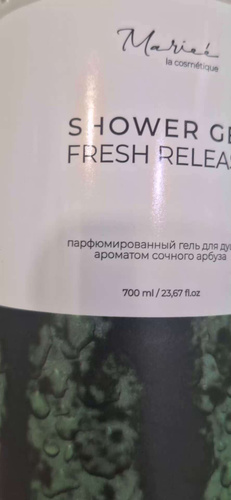 Marick
la cosmétique
SHOWER GE
FRESH RELEAS
парфюмированный гель для ду
ароматом сочного арбуза
700 ml / 23,67 fl.oz